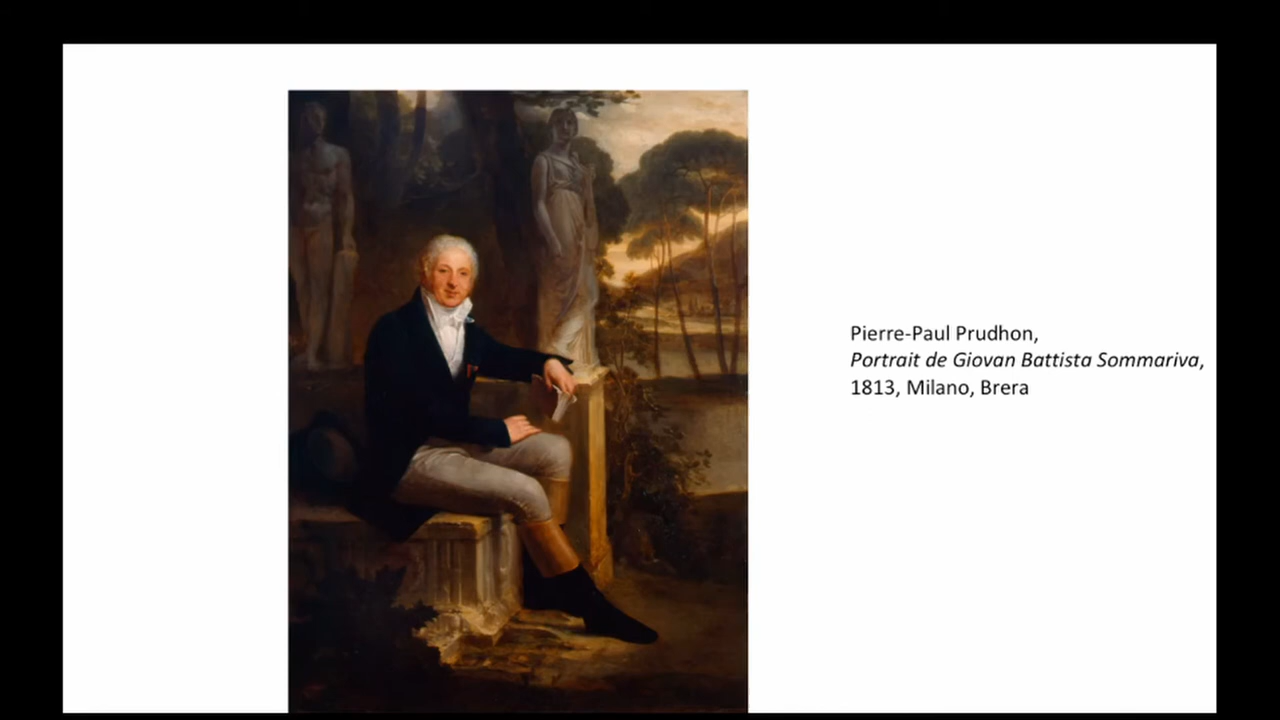 Pierre-Paul Prudhon,
Portrait de Giovan Battista Sommariva,
1813, Milano, Brera